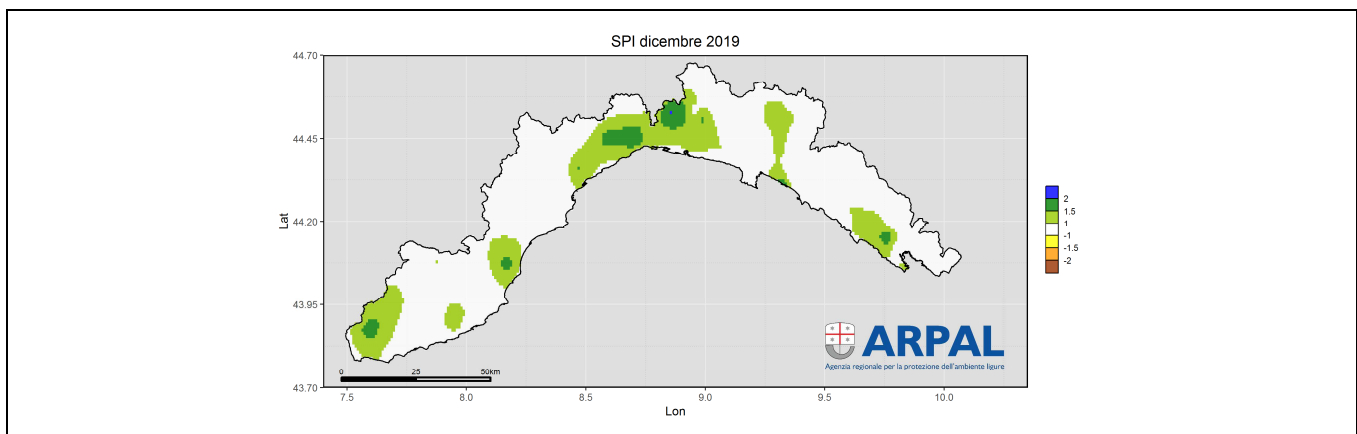 SPI dicembre 2019
44.70
44.45
44.20
43.95
43.70
Lat
7.5
8.0
8.5
9.0
9.5
10.0
Lon
0 25 50km
ARPAL
Agenzia regionale per la protezione dell'ambiente ligure
2
1.5
1
-1
-1.5
-2